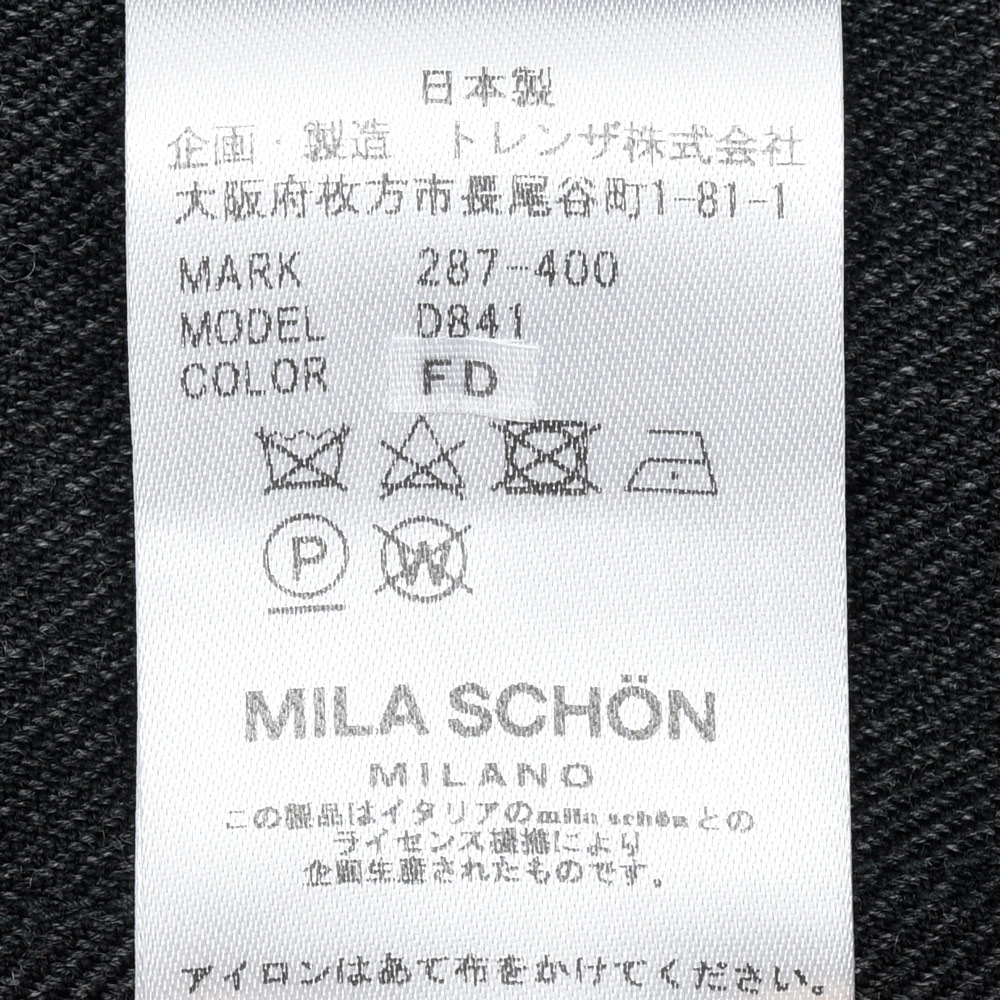 日本製
企画・製造 トレンザ株式会社
大阪府枚方市長尾谷町1-81-1
MARK 287-400
MODEL D841
COLOR FD
P W
MILA SCHÖN
MILANO
この製品はイタリアのmila schönとの
ライセンス提携により
企画生産されたものです。
アイロンはあて布をかけてください。